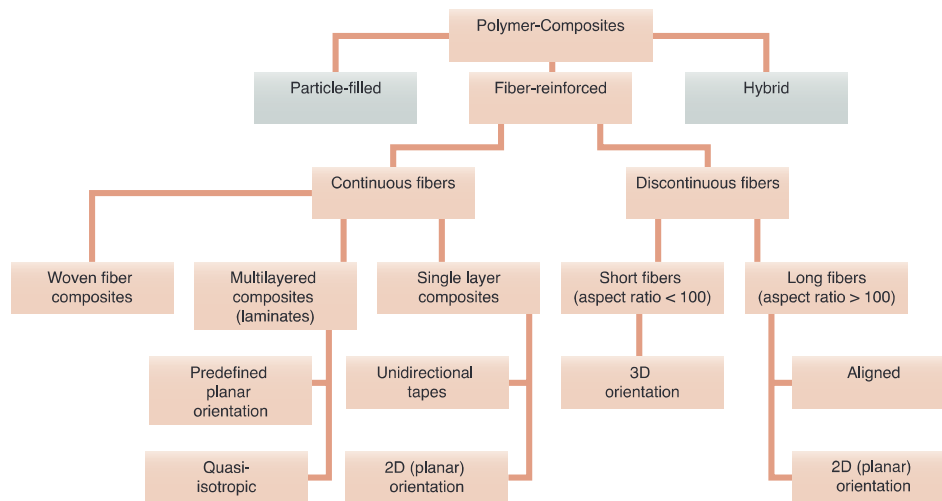 Polymer-Composites
Particle-filled
Fiber-reinforced
Hybrid
Continuous fibers
Discontinuous fibers
Woven fiber
composites
Multilayered
composites
(laminates)
Single layer
composites
Short fibers
(aspect ratio < 100)
Long fibers
(aspect ratio > 100)
Predefined
planar
orientation
Unidirectional
tapes
3D
orientation
Aligned
Quasi-
isotropic
2D (planar)
orientation
2D (planar)
orientation